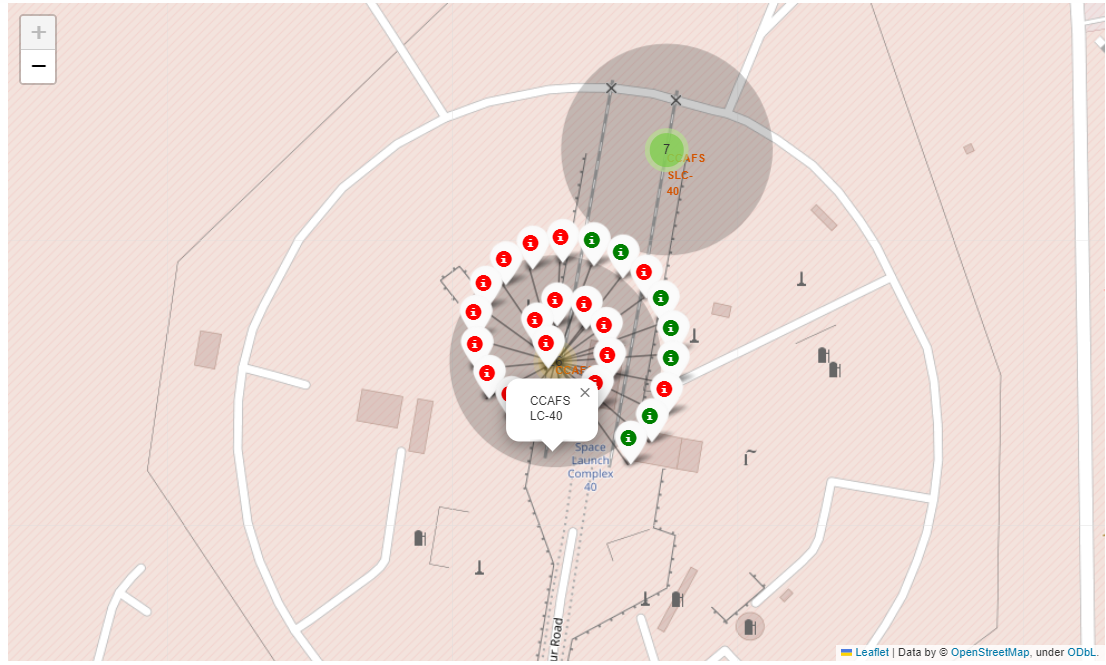 +
−
7
CCAFS
SLC-
40
CCAFS
LC-40
×
Space
Launch
Complex
40
ur Road
Leaflet | Data by © OpenStreetMap, under ODbL.